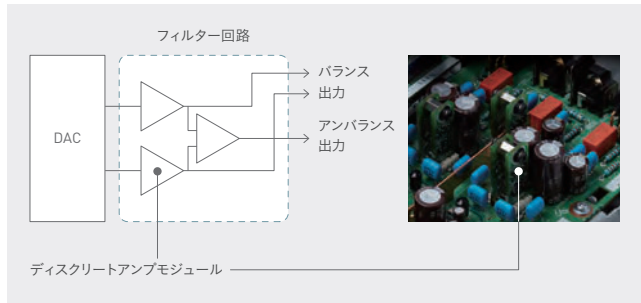 フィルター回路
DAC
バランス
出力
アンバランス
出力
ディスクリートアンプモジュール